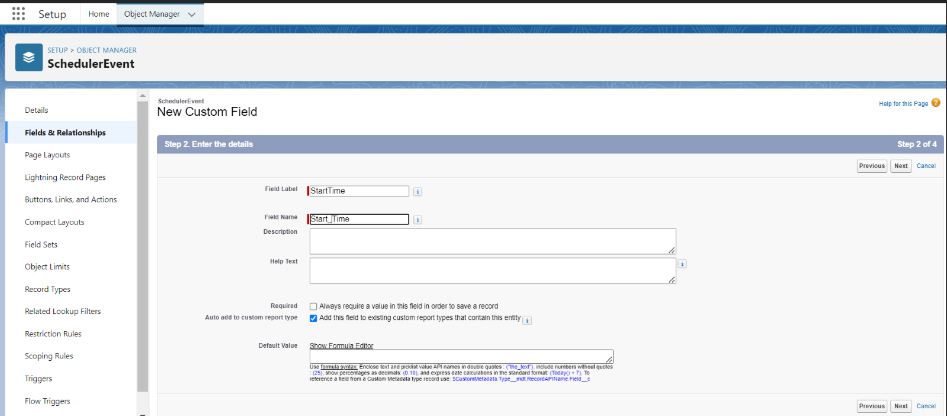 Setup
Home
Object Manager
SETUP > OBJECT MANAGER
SchedulerEvent
Details
Fields & Relationships
Page Layouts
Lightning Record Pages
Buttons, Links, and Actions
Compact Layouts
Field Sets
Object Limits
Record Types
Related Lookup Filters
Restriction Rules
Scoping Rules
Triggers
Flow Triggers
SchedulerEvent
New Custom Field
Help for this Page ?
Step 2. Enter the details Step 2 of 4
Previous Next Cancel
Field Label StartTime i
Field Name Start_Time i
Description
Help Text i
Required Always require a value in this field in order to save a record
Auto add to custom report type Add this field to existing custom report types that contain this entity i
Default Value Show Formula Editor
Use formula syntax: Enclose text and picklist value API names in double quotes : ("the_text"), include numbers without quotes
: (25), show percentages as decimals: (0.10), and express date calculations in the standard format: (Today() + 7). To
reference a field from a Custom Metadata type record use: $CustomMetadata.Type__mdt.RecordAPIName.Field__c
Previous Next Cancel